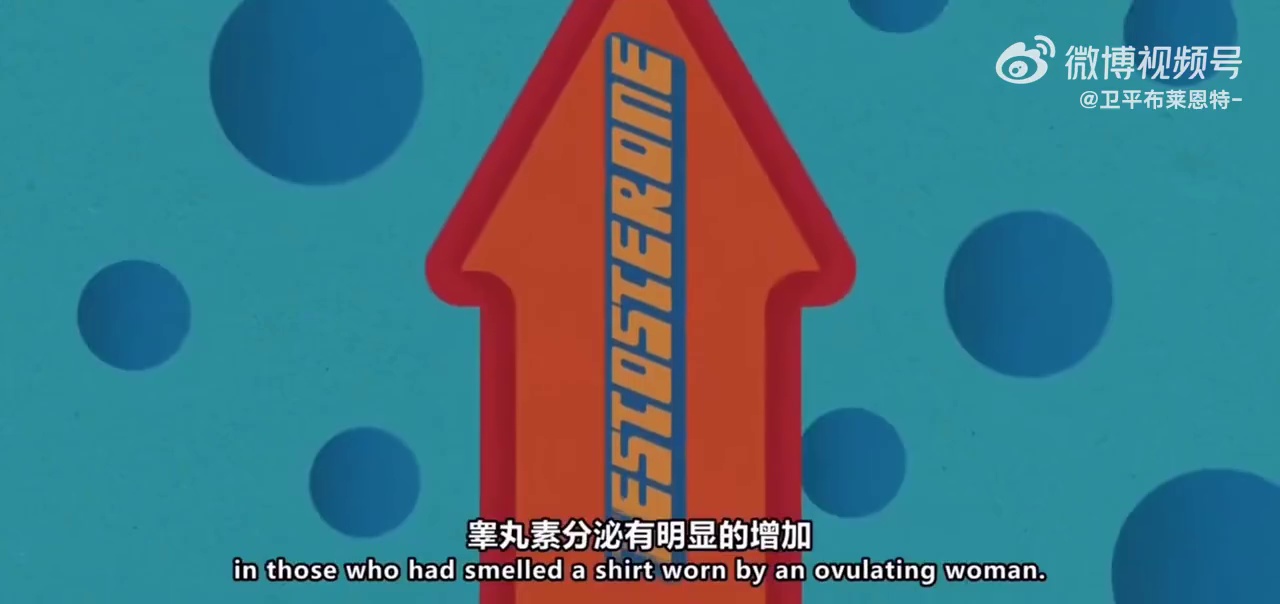 微博视频号
@卫平布莱恩特-
TESTOSTERONE
睾丸素分泌有明显的增加
in those who had smelled a shirt worn by an ovulating woman.